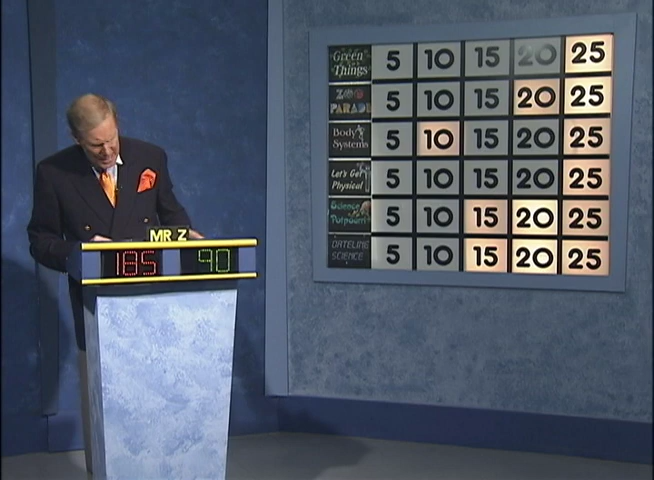 Green Things 5 10 15 20 25
ZOO PARADE 5 10 15 20 25
Body Systems 5 10 15 20 25
Let's Get Physical 5 10 15 20 25
Science Potpourri 5 10 15 20 25
DATELINE SCIENCE 5 10 15 20 25
MR Z
185 90